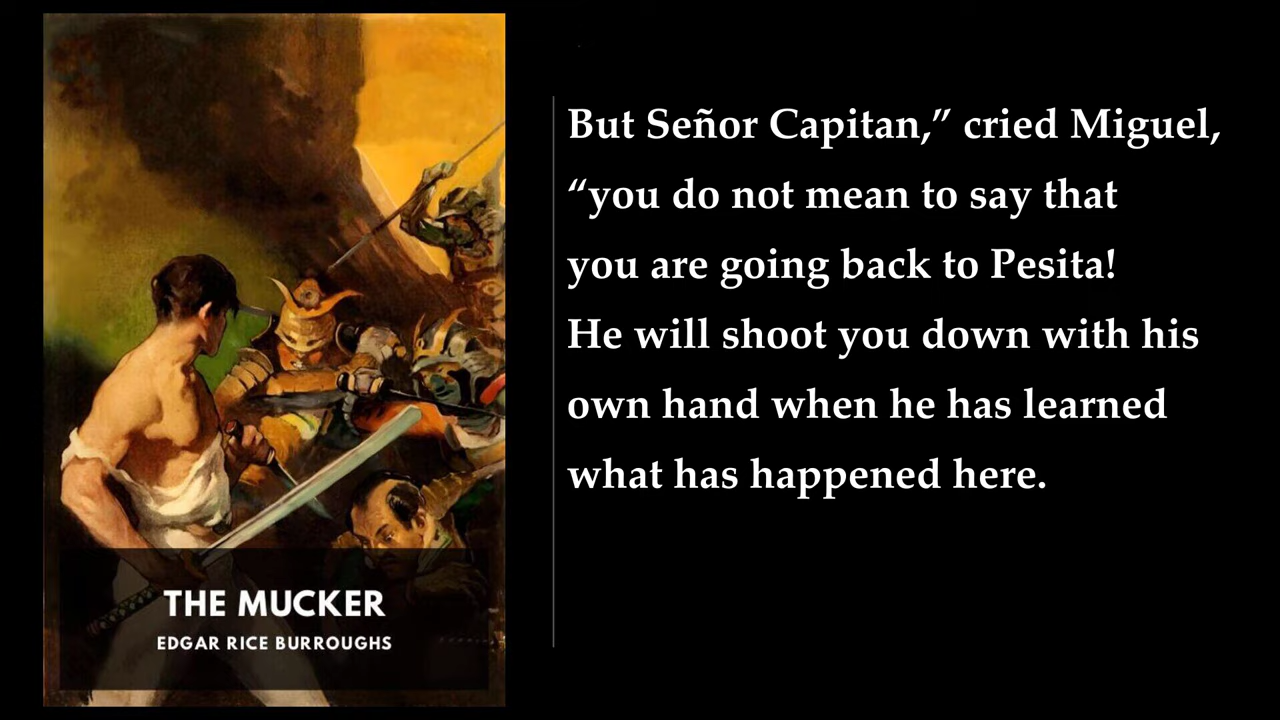 But Señor Capitan,” cried Miguel,
“you do not mean to say that
you are going back to Pesita!
He will shoot you down with his
own hand when he has learned
what has happened here.
THE MUCKER
EDGAR RICE BURROUGHS